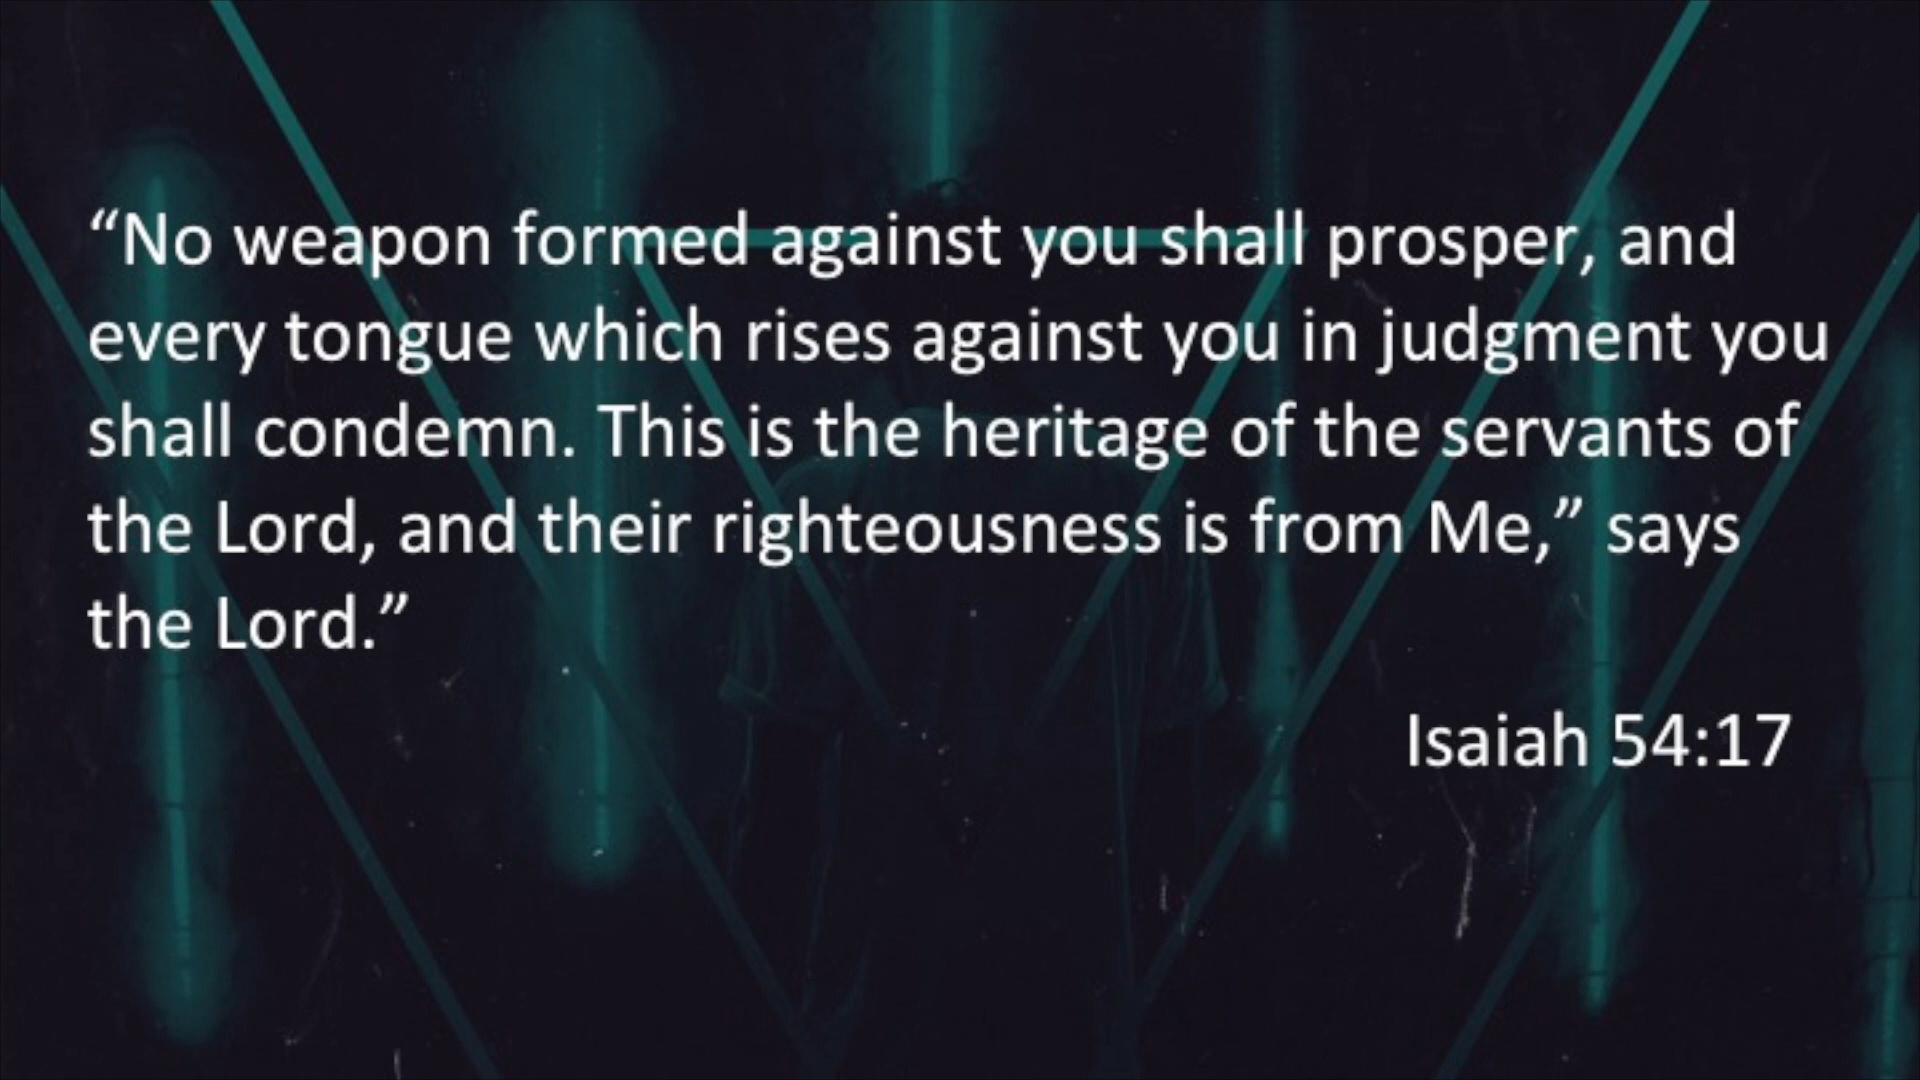 “No weapon formed against you shall prosper, and
every tongue which rises against you in judgment you
shall condemn. This is the heritage of the servants of
the Lord, and their righteousness is from Me,” says
the Lord.”
Isaiah 54:17